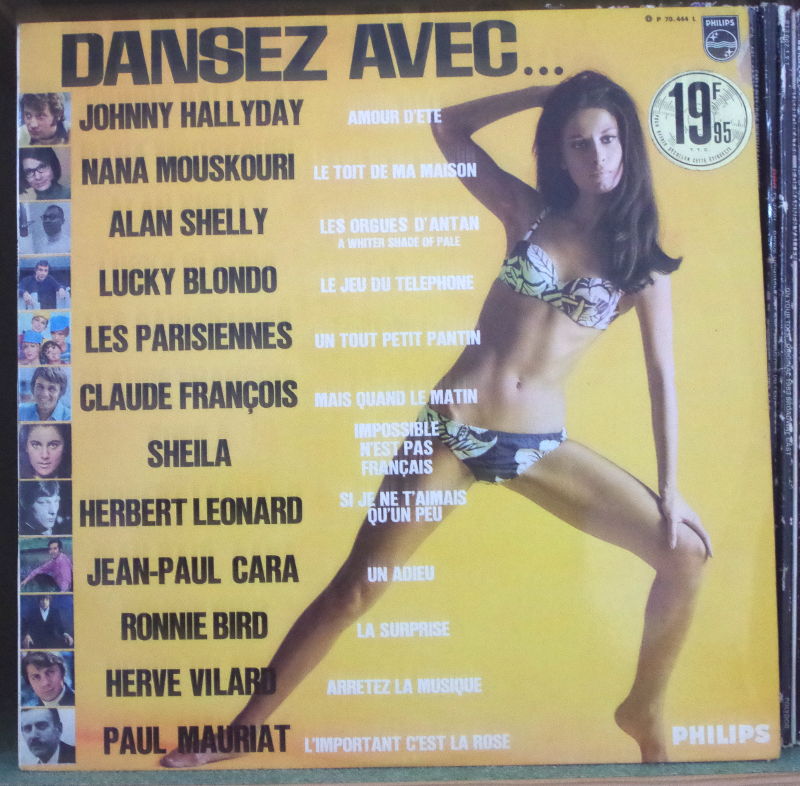 ℗ P 70.464 L
PHILIPS
DANSEZ AVEC...
19F95
T.T.C.
JOHNNY HALLYDAY AMOUR D'ETE
NANA MOUSKOURI LE TOIT DE MA MAISON
ALAN SHELLY LES ORGUES D'ANTAN
A WHITER SHADE OF PALE
LUCKY BLONDO LE JEU DU TELEPHONE
LES PARISIENNES UN TOUT PETIT PANTIN
CLAUDE FRANÇOIS MAIS QUAND LE MATIN
SHEILA IMPOSSIBLE
N'EST PAS
FRANÇAIS
HERBERT LEONARD SI JE NE T'AIMAIS
QU'UN PEU
JEAN-PAUL CARA UN ADIEU
RONNIE BIRD LA SURPRISE
HERVE VILARD ARRETEZ LA MUSIQUE
PAUL MAURIAT L'IMPORTANT C'EST LA ROSE
PHILIPS